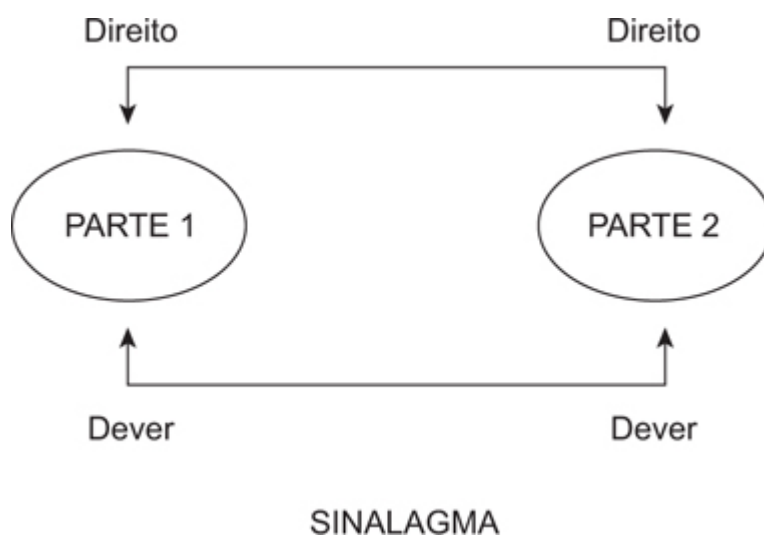 Direito Direito
PARTE 1 PARTE 2
Dever Dever
SINALAGMA